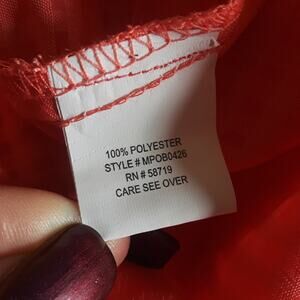 100% POLYESTER
STYLE # MPOB0426
RN # 58719
CARE SEE OVER